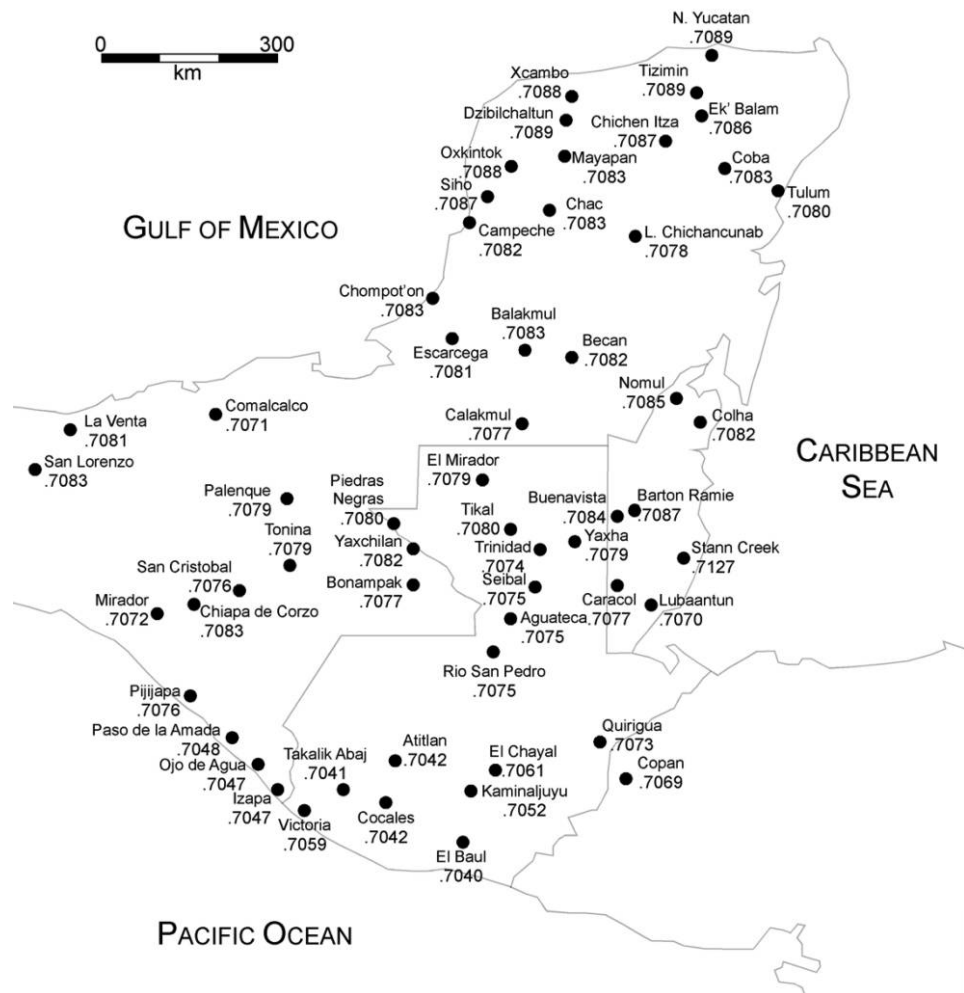 0 300
km
N. Yucatan
.7089
Xcambo
.7088
Tizimin
.7089
Dzibilchaltun
.7089
Chichen Itza
.7087
Ek' Balam
.7086
Oxkintok
.7088
Mayapan
.7083
Coba
.7083
Siho
.7087
Tulum
.7080
Chac
.7083
GULF OF MEXICO
Campeche
.7082
L. Chichancunab
.7078
Chompot'on
.7083
Balakmul
.7083
Becan
.7082
Escarcega
.7081
Nomul
.7085
Comalcalco
.7071
La Venta
.7081
Calakmul
.7077
Colha
.7082
CARIBBEAN
SEA
San Lorenzo
.7083
El Mirador
.7079
Palenque
.7079
Piedras
Negras
.7080
Buenavista
.7084
Barton Ramie
.7087
Tikal
.7080
Tonina
.7079
Yaxchilan
.7082
Trinidad
.7074
Yaxha
.7079
Stann Creek
.7127
San Cristobal
.7076
Bonampak
.7077
Seibal
.7075
Mirador
.7072
Chiapa de Corzo
.7083
Caracol
.7077
Lubaantun
.7070
Aguateca
.7075
Rio San Pedro
.7075
Pijijapa
.7076
Paso de la Amada
.7048
Quirigua
.7073
Ojo de Agua
.7047
Takalik Abaj
.7041
Atitlan
.7042
El Chayal
.7061
Copan
.7069
Izapa
.7047
Kaminaljuyu
.7052
Victoria
.7059
Cocales
.7042
El Baul
.7040
PACIFIC OCEAN